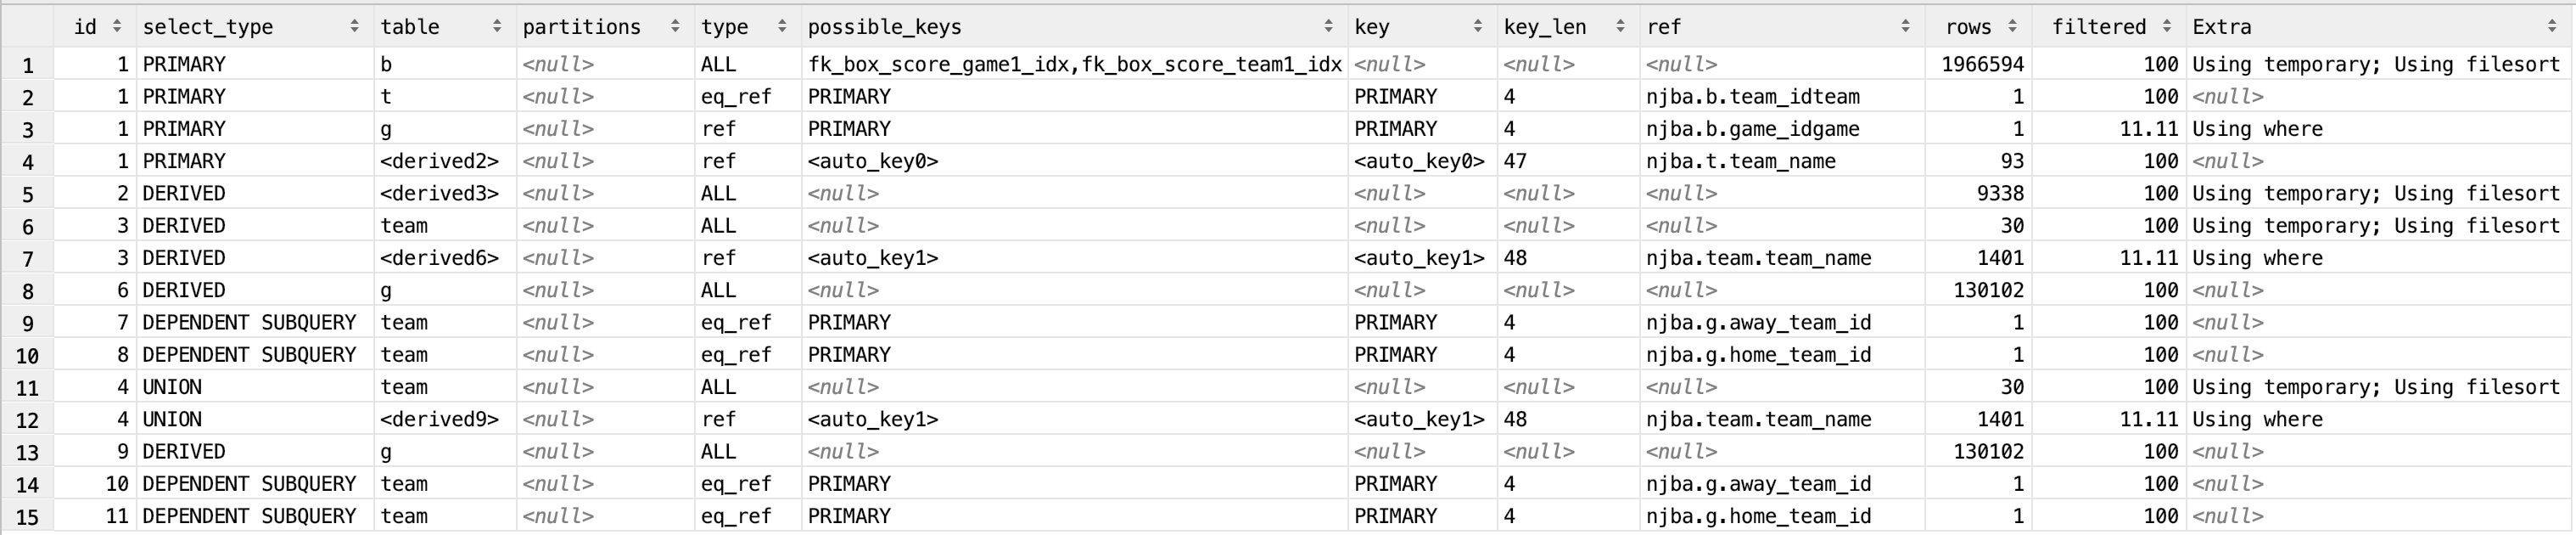 id select_type table partitions type possible_keys key key_len ref rows filtered Extra
1 1 PRIMARY b <null> ALL fk_box_score_game1_idx,fk_box_score_team1_idx <null> <null> <null> 1966594 100 Using temporary; Using filesort
2 1 PRIMARY t <null> eq_ref PRIMARY PRIMARY 4 njba.b.team_idteam 1 100 <null>
3 1 PRIMARY g <null> ref PRIMARY PRIMARY 4 njba.b.game_idgame 1 11.11 Using where
4 1 PRIMARY <derived2> <null> ref <auto_key0> <auto_key0> 47 njba.t.team_name 93 100 <null>
5 2 DERIVED <derived3> <null> ALL <null> <null> <null> <null> 9338 100 Using temporary; Using filesort
6 3 DERIVED team <null> ALL <null> <null> <null> <null> 30 100 Using temporary; Using filesort
7 3 DERIVED <derived6> <null> ref <auto_key1> <auto_key1> 48 njba.team.team_name 1401 11.11 Using where
8 6 DERIVED g <null> ALL <null> <null> <null> <null> 130102 100 <null>
9 7 DEPENDENT SUBQUERY team <null> eq_ref PRIMARY PRIMARY 4 njba.g.away_team_id 1 100 <null>
10 8 DEPENDENT SUBQUERY team <null> eq_ref PRIMARY PRIMARY 4 njba.g.home_team_id 1 100 <null>
11 4 UNION team <null> ALL <null> <null> <null> <null> 30 100 Using temporary; Using filesort
12 4 UNION <derived9> <null> ref <auto_key1> <auto_key1> 48 njba.team.team_name 1401 11.11 Using where
13 9 DERIVED g <null> ALL <null> <null> <null> <null> 130102 100 <null>
14 10 DEPENDENT SUBQUERY team <null> eq_ref PRIMARY PRIMARY 4 njba.g.away_team_id 1 100 <null>
15 11 DEPENDENT SUBQUERY team <null> eq_ref PRIMARY PRIMARY 4 njba.g.home_team_id 1 100 <null>